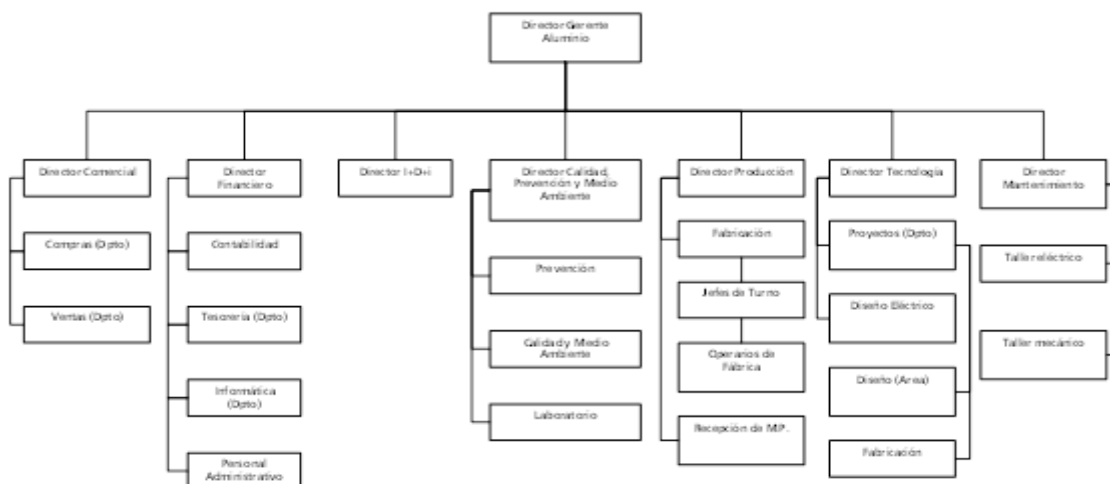 Director Gerente
Aluminio
Director Comercial
Director
Financiero
Director I+D+i
Director Calidad,
Prevención y Medio
Ambiente
Director Producción
Director Tecnología
Director
Mantenimiento
Compras (Dpto)
Contabilidad
Prevención
Fabricación
Proyectos (Dpto)
Taller eléctrico
Ventas (Dpto)
Tesorería (Dpto)
Calidad y Medio
Ambiente
Jefes de Turno
Diseño Eléctrico
Taller mecánico
Informática
(Dpto)
Laboratorio
Operarios de
Fábrica
Diseño (Area)
Personal
Administrativo
Recepción de MP.
Fabricación